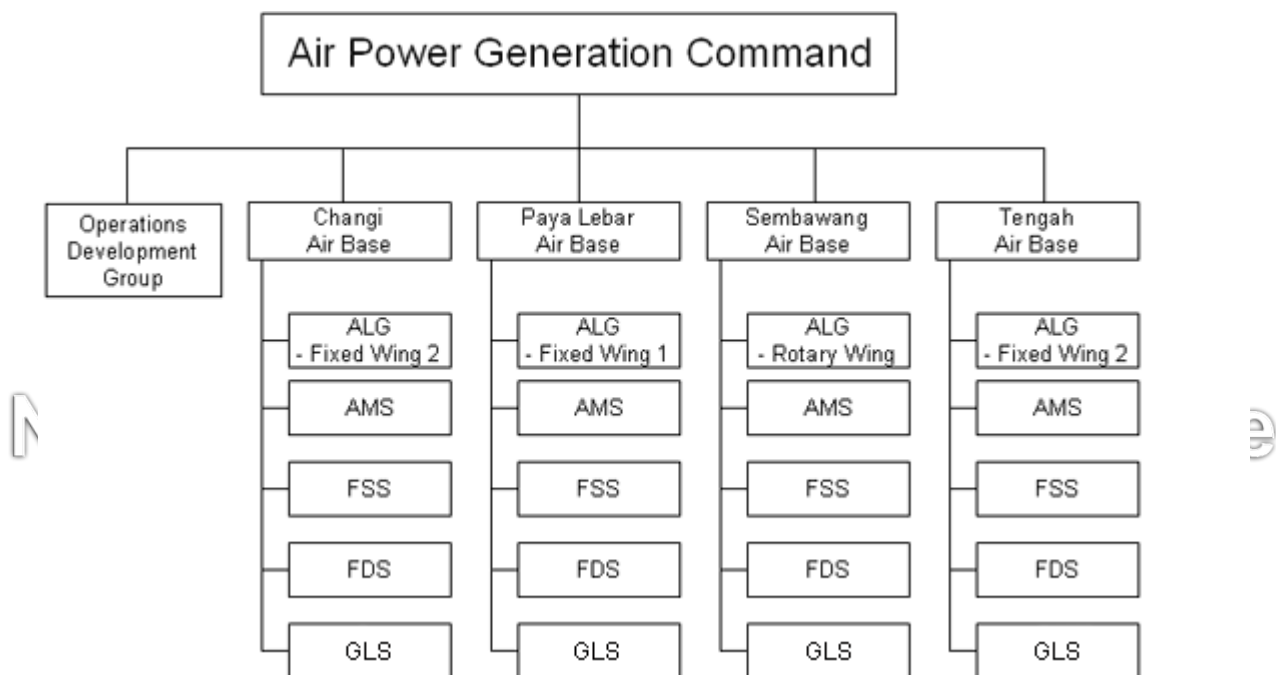 Air Power Generation Command
Operations
Development
Group
Changi
Air Base
Paya Lebar
Air Base
Sembawang
Air Base
Tengah
Air Base
ALG
- Fixed Wing 2
ALG
- Fixed Wing 1
ALG
- Rotary Wing
ALG
- Fixed Wing 2
AMS
AMS
AMS
AMS
FSS
FSS
FSS
FSS
FDS
FDS
FDS
FDS
GLS
GLS
GLS
GLS